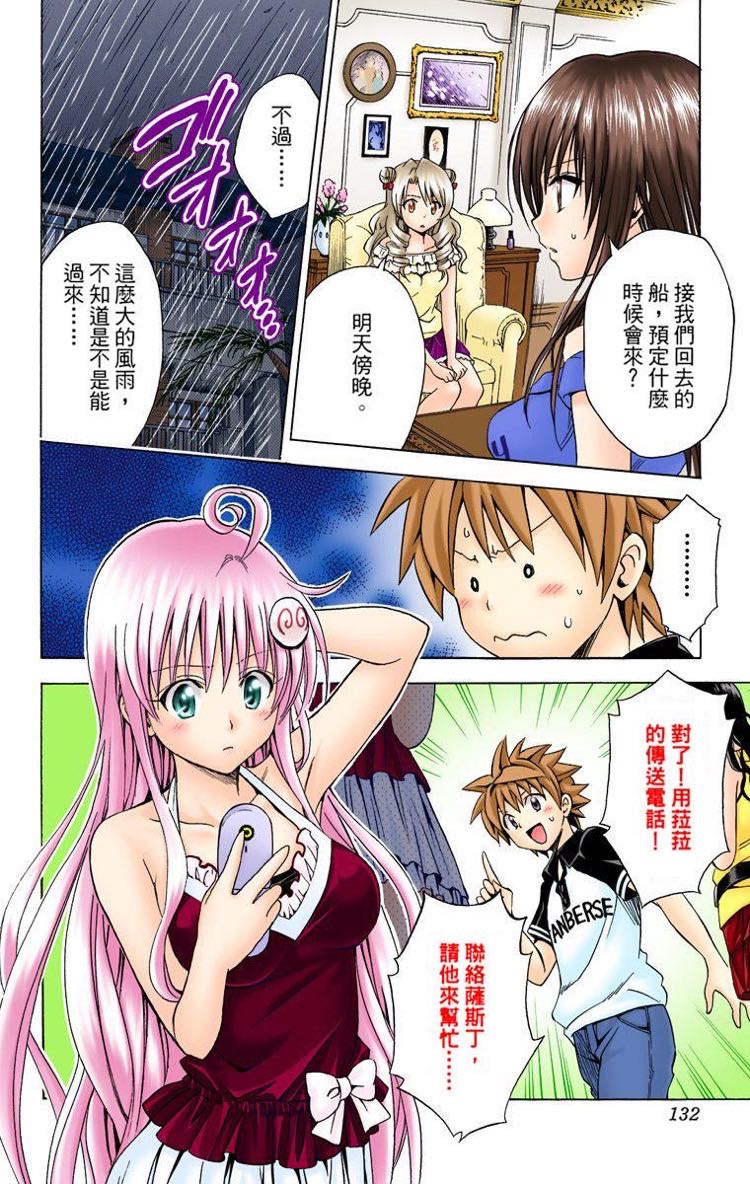 接我們回去的
船，預定什麼
時候會來？
明天傍晚。
不過……
ゴオオオオ…
這麼大的風雨，
不知道是不是能
過來……
………
對了！用菈菈
的傳送電話！
聯絡薩斯丁，
請他來幫忙……
ANBERSE
y
132